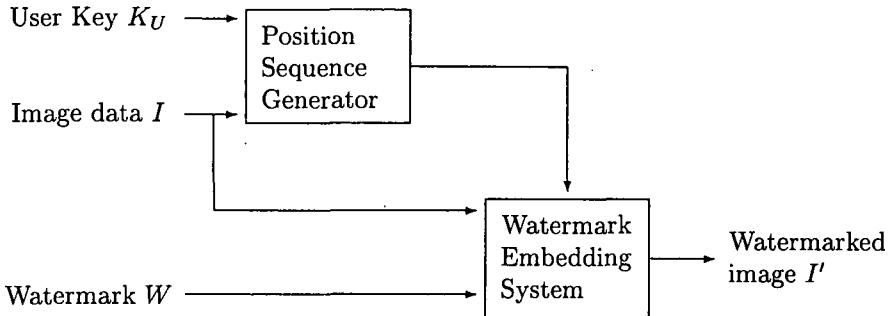 User Key K_U
Position
Sequence
Generator
Image data I
Watermark
Embedding
System
Watermarked
image I'
Watermark W